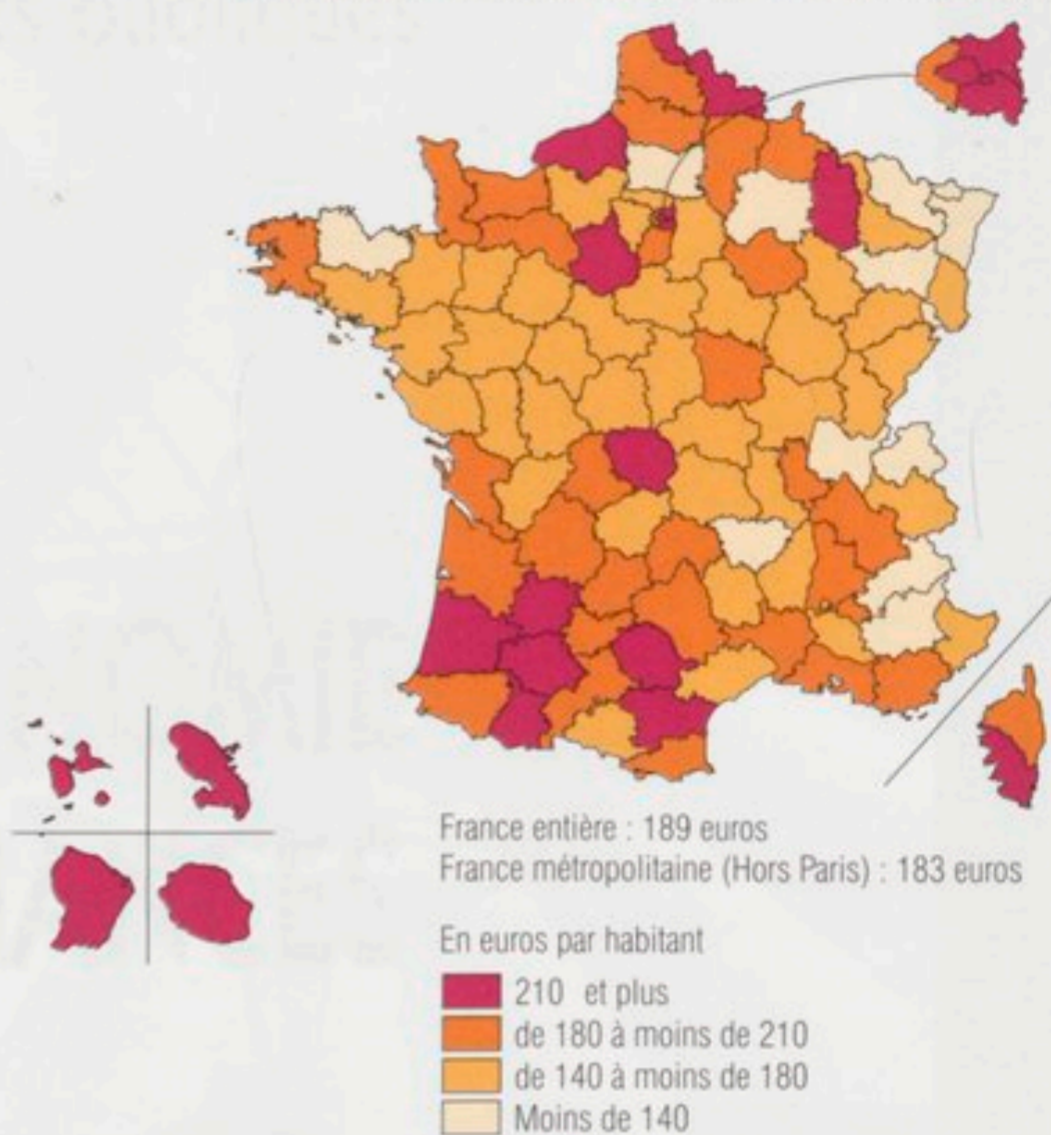 France entière : 189 euros
France métropolitaine (Hors Paris) : 183 euros
En euros par habitant
210 et plus
de 180 à moins de 210
de 140 à moins de 180
Moins de 140